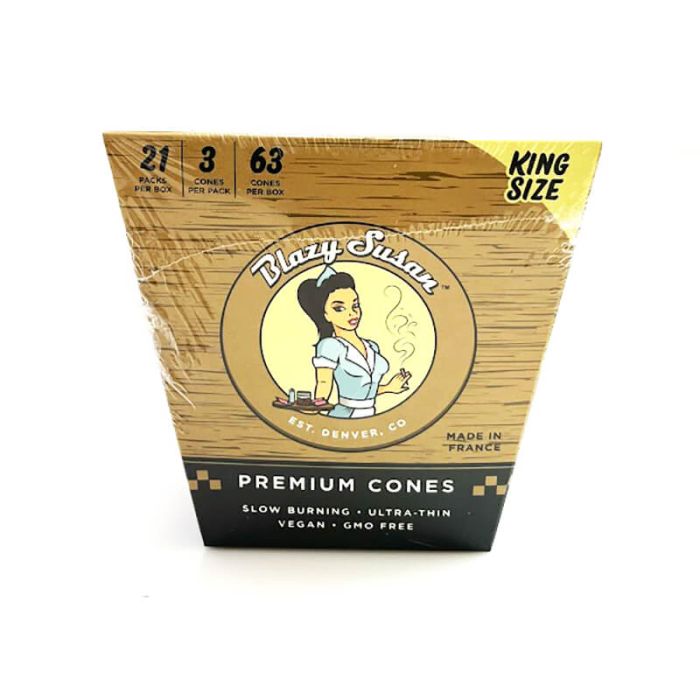 21 3 63
PACKS CONES CONES
PER BOX PER PACK PER BOX
KING
SIZE
Blazy Susan™
EST. DENVER, CO
MADE IN
FRANCE
PREMIUM CONES
SLOW BURNING • ULTRA-THIN
VEGAN • GMO FREE